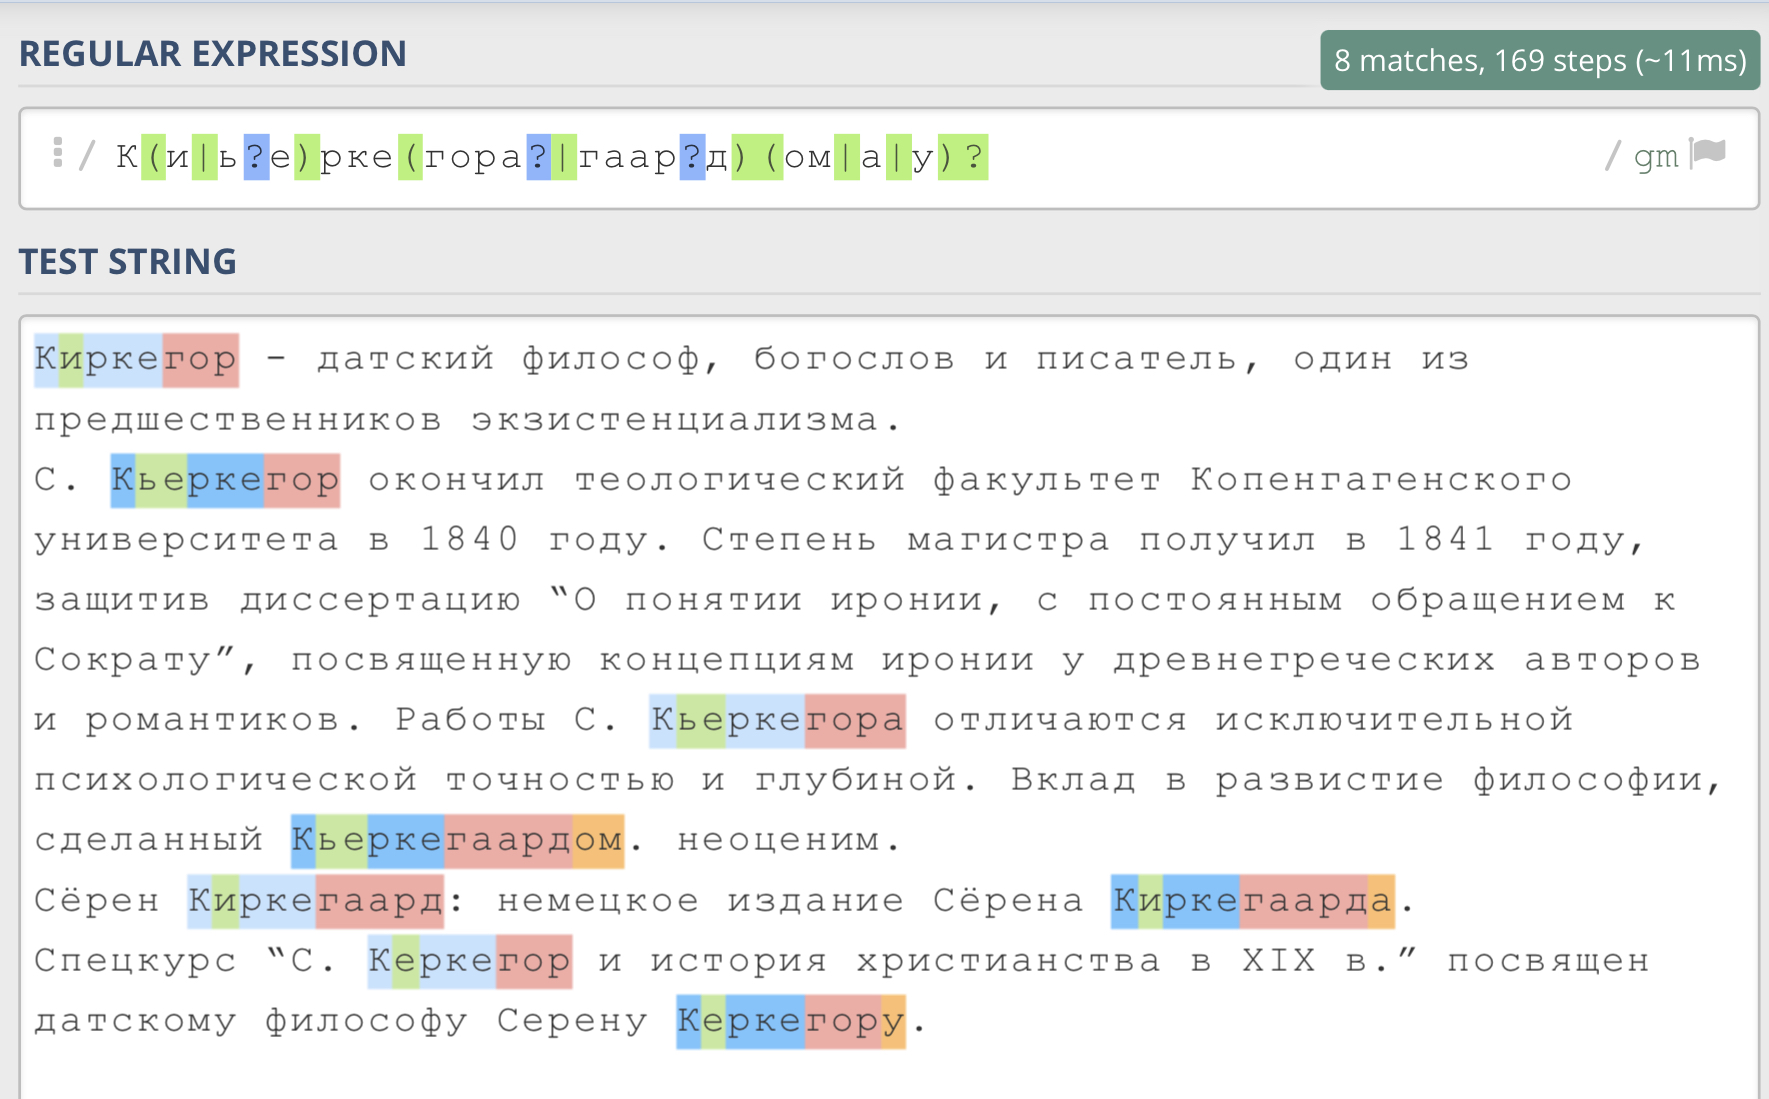 REGULAR EXPRESSION
8 matches, 169 steps (~11ms)
/ К(и|ь?е)рке(гора?|гаар?д)(ом|а|у)? / gm
TEST STRING
Киркегор - датский философ, богослов и писатель, один из
предшественников экзистенциализма.
С. Кьеркегор окончил теологический факультет Копенгагенского
университета в 1840 году. Степень магистра получил в 1841 году,
защитив диссертацию “О понятии иронии, с постоянным обращением к
Сократу”, посвященную концепциям иронии у древнегреческих авторов
и романтиков. Работы С. Кьеркегора отличаются исключительной
психологической точностью и глубиной. Вклад в развистие философии,
сделанный Кьеркегаардом. неоценим.
Сёрен Киркегаард: немецкое издание Сёрена Киркегаарда.
Спецкурс “С. Керкегор и история христианства в XIX в.” посвящен
датскому философу Серену Керкегору.